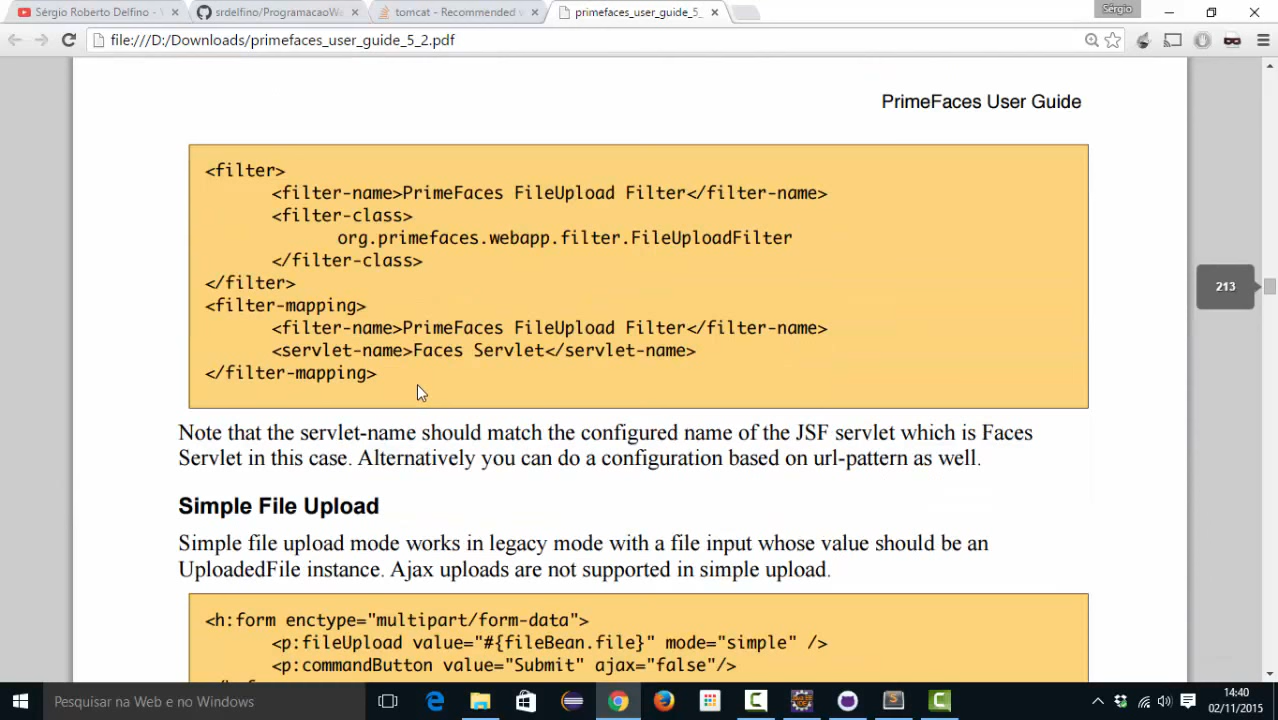 Sérgio Roberto Delfino - 
srdelfino/ProgramacaoWe
tomcat - Recommended w
primefaces_user_guide_5_
Sérgio
file:///D:/Downloads/primefaces_user_guide_5_2.pdf
PrimeFaces User Guide
<filter>
<filter-name>PrimeFaces FileUpload Filter</filter-name>
<filter-class>
org.primefaces.webapp.filter.FileUploadFilter
</filter-class>
</filter>
<filter-mapping>
<filter-name>PrimeFaces FileUpload Filter</filter-name>
<servlet-name>Faces Servlet</servlet-name>
</filter-mapping>
213
Note that the servlet-name should match the configured name of the JSF servlet which is Faces
Servlet in this case. Alternatively you can do a configuration based on url-pattern as well.
Simple File Upload
Simple file upload mode works in legacy mode with a file input whose value should be an
UploadedFile instance. Ajax uploads are not supported in simple upload.
<h:form enctype="multipart/form-data">
<p:fileUpload value="#{fileBean.file}" mode="simple" />
<p:commandButton value="Submit" ajax="false"/>
Pesquisar na Web e no Windows
14:40
02/11/2015